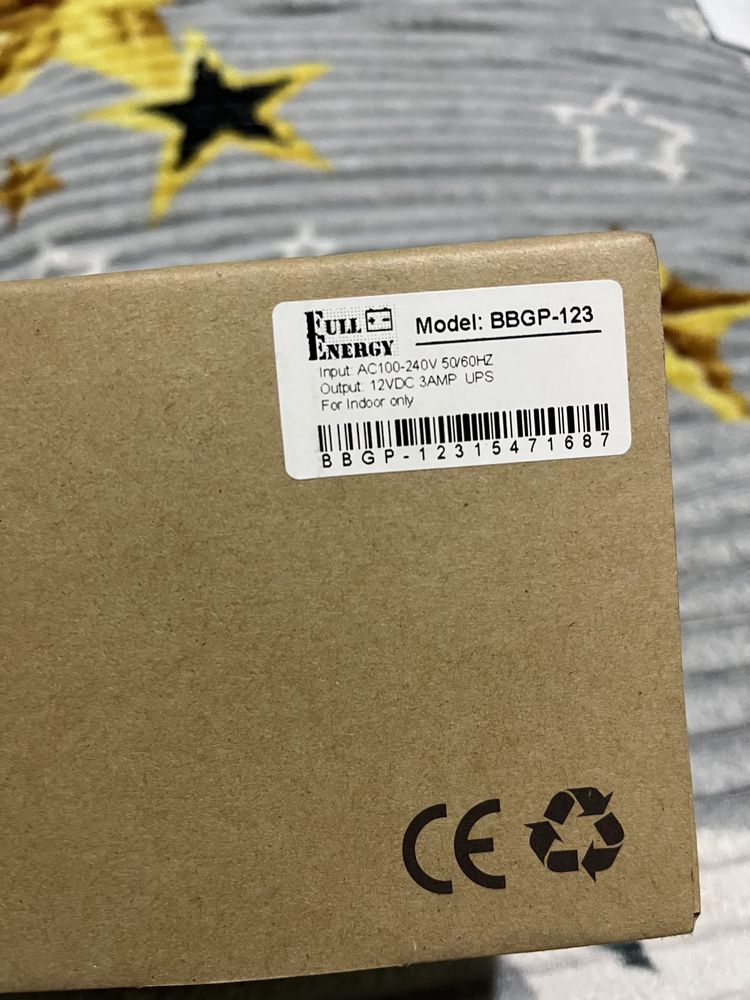 FULL
ENERGY
Model: BBGP-123
Input: AC100-240V 50/60HZ
Output: 12VDC 3AMP UPS
For Indoor only
BBGP-12315471687
CE